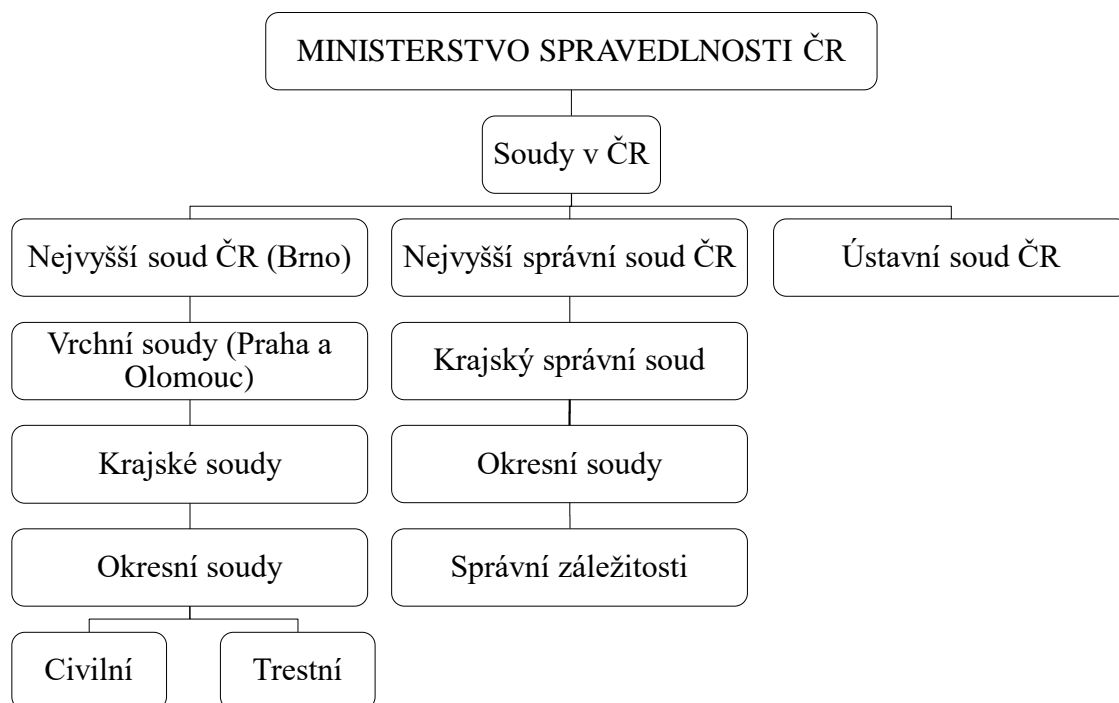 MINISTERSTVO SPRAVEDLNOSTI ČR
Soudy v ČR
Nejvyšší soud ČR (Brno)
Nejvyšší správní soud ČR
Ústavní soud ČR
Vrchní soudy (Praha a
Olomouc)
Krajský správní soud
Krajské soudy
Okresní soudy
Okresní soudy
Správní záležitosti
Civilní
Trestní